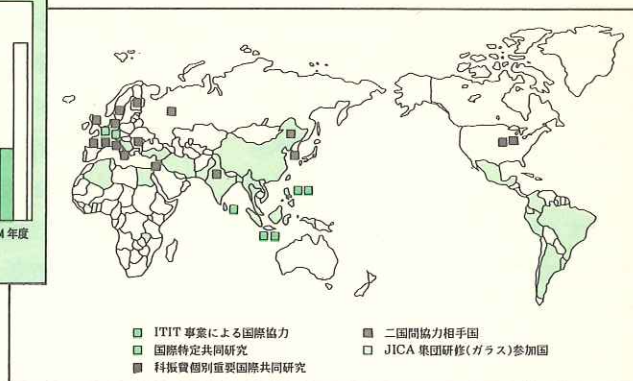 M 年度
ITIT 事業による国際協力
国際特定共同研究
科振費個別重要国際共同研究
二国間協力相手国
JICA 集団研修(ガラス)参加国